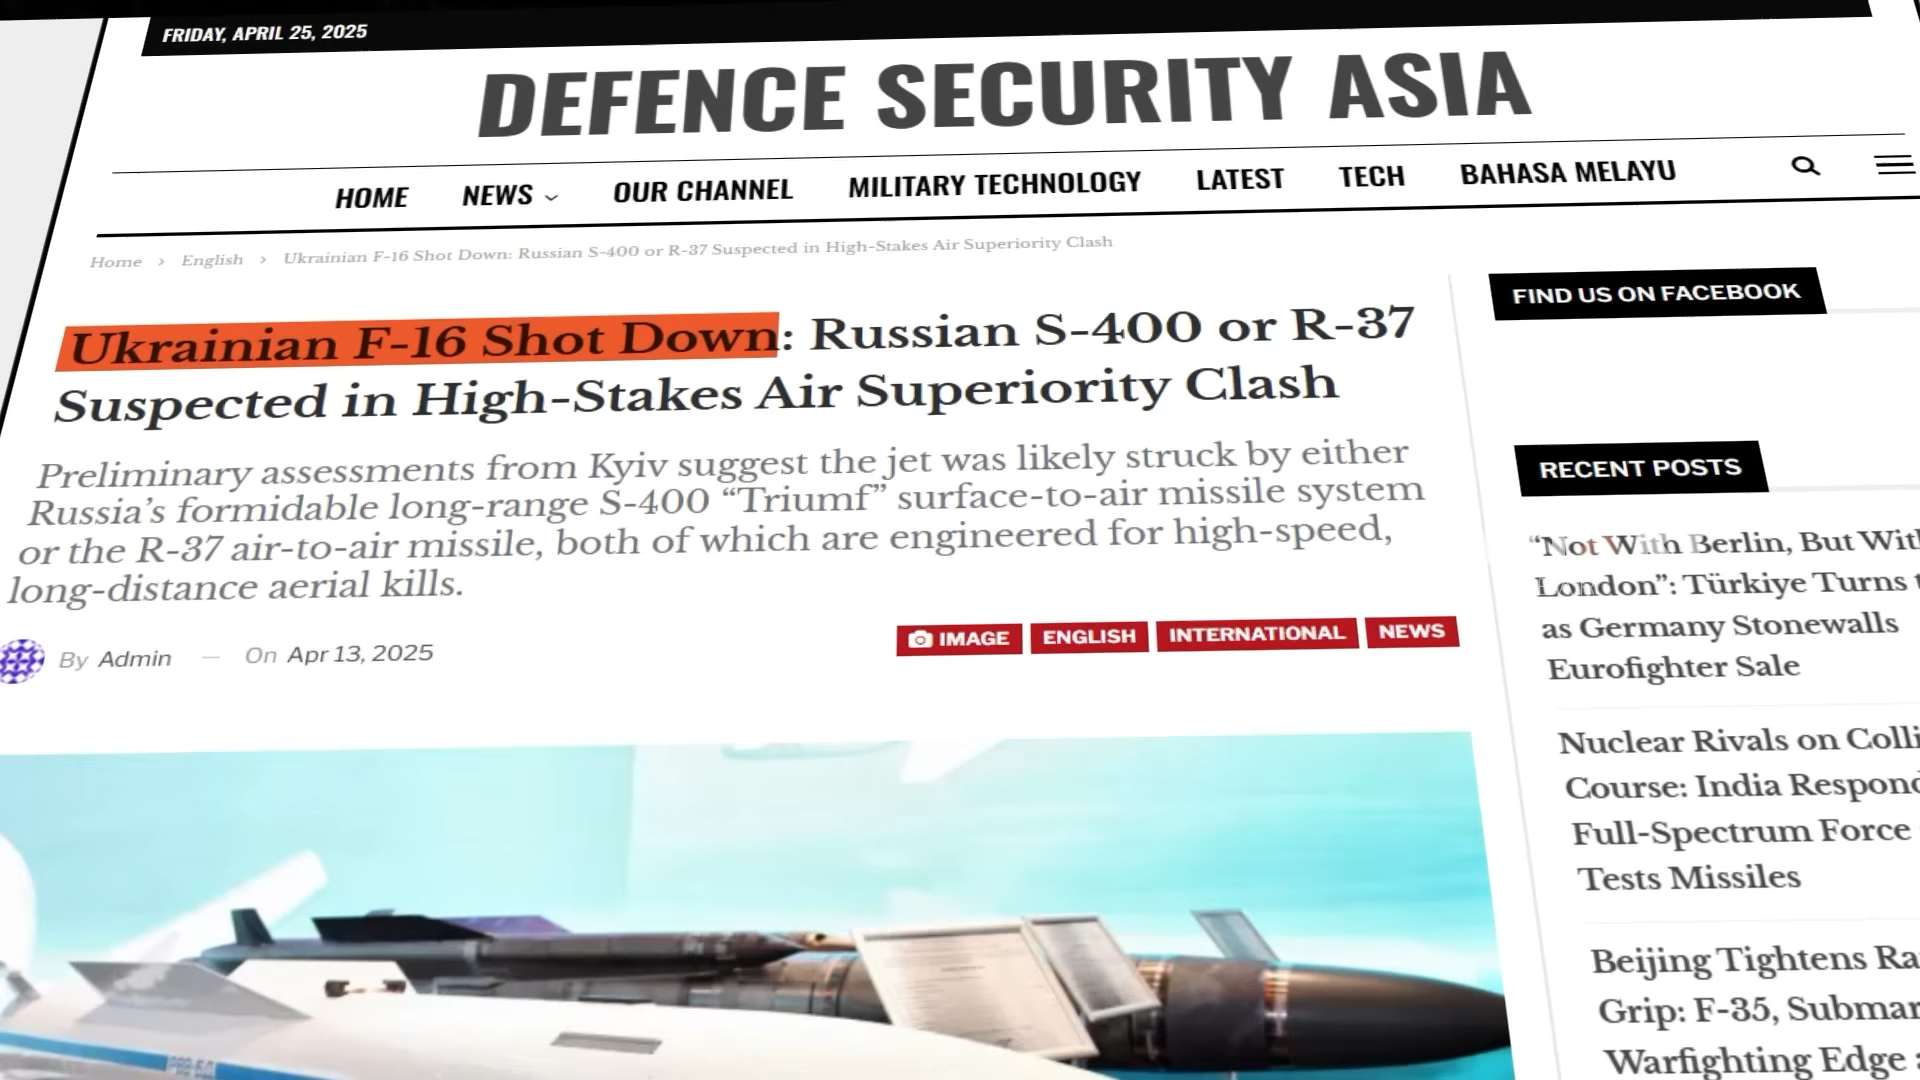 FRIDAY, APRIL 25, 2025
DEFENCE SECURITY ASIA
HOME NEWS OUR CHANNEL MILITARY TECHNOLOGY LATEST TECH BAHASA MELAYU
Home > English > Ukrainian F-16 Shot Down: Russian S-400 or R-37 Suspected in High-Stakes Air Superiority Clash
Ukrainian F-16 Shot Down: Russian S-400 or R-37
Suspected in High-Stakes Air Superiority Clash
Preliminary assessments from Kyiv suggest the jet was likely struck by either
Russia’s formidable long-range S-400 “Triumf” surface-to-air missile system
or the R-37 air-to-air missile, both of which are engineered for high-speed,
long-distance aerial kills.
By Admin — On Apr 13, 2025
IMAGE ENGLISH INTERNATIONAL NEWS
FIND US ON FACEBOOK
RECENT POSTS
“Not With Berlin, But Wit
London”: Türkiye Turns t
as Germany Stonewalls
Eurofighter Sale
Nuclear Rivals on Colli
Course: India Respon
Full-Spectrum Force
Tests Missiles
Beijing Tightens Ra
Grip: F-35, Submar
Warfighting Edge